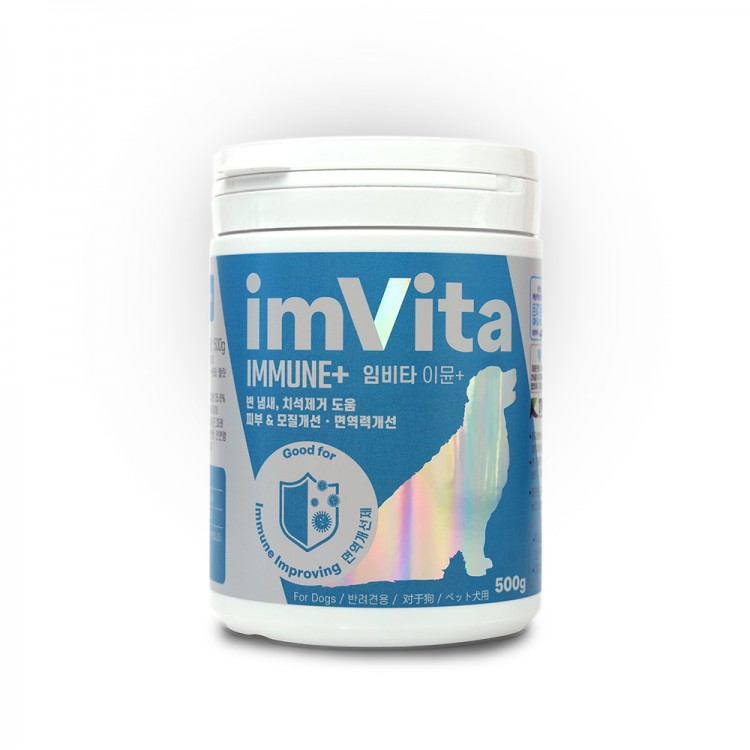 imVita
IMMUNE+ 임비타 이뮨+
변 냄새, 치석제거 도움
피부 & 모질개선 · 면역력개선
Good for
Immune Improving 면역개선제
For Dogs / 반려견용 / 对于狗 / ペット犬用
500g
500g